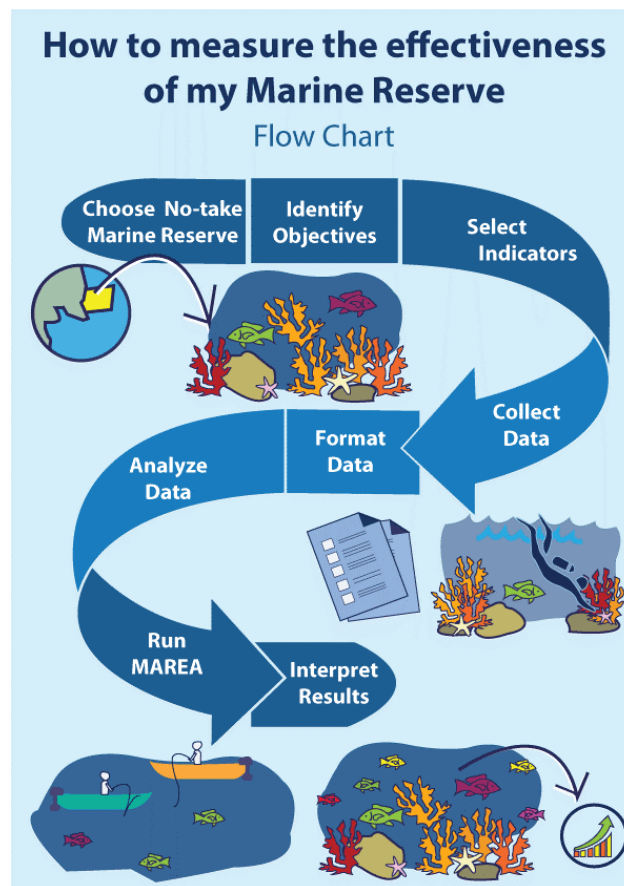 How to measure the effectiveness
of my Marine Reserve
Flow Chart
Choose No-take
Marine Reserve
Identify
Objectives
Select
Indicators
Collect
Data
Format
Data
Analyze
Data
Run
MAREA
Interpret
Results